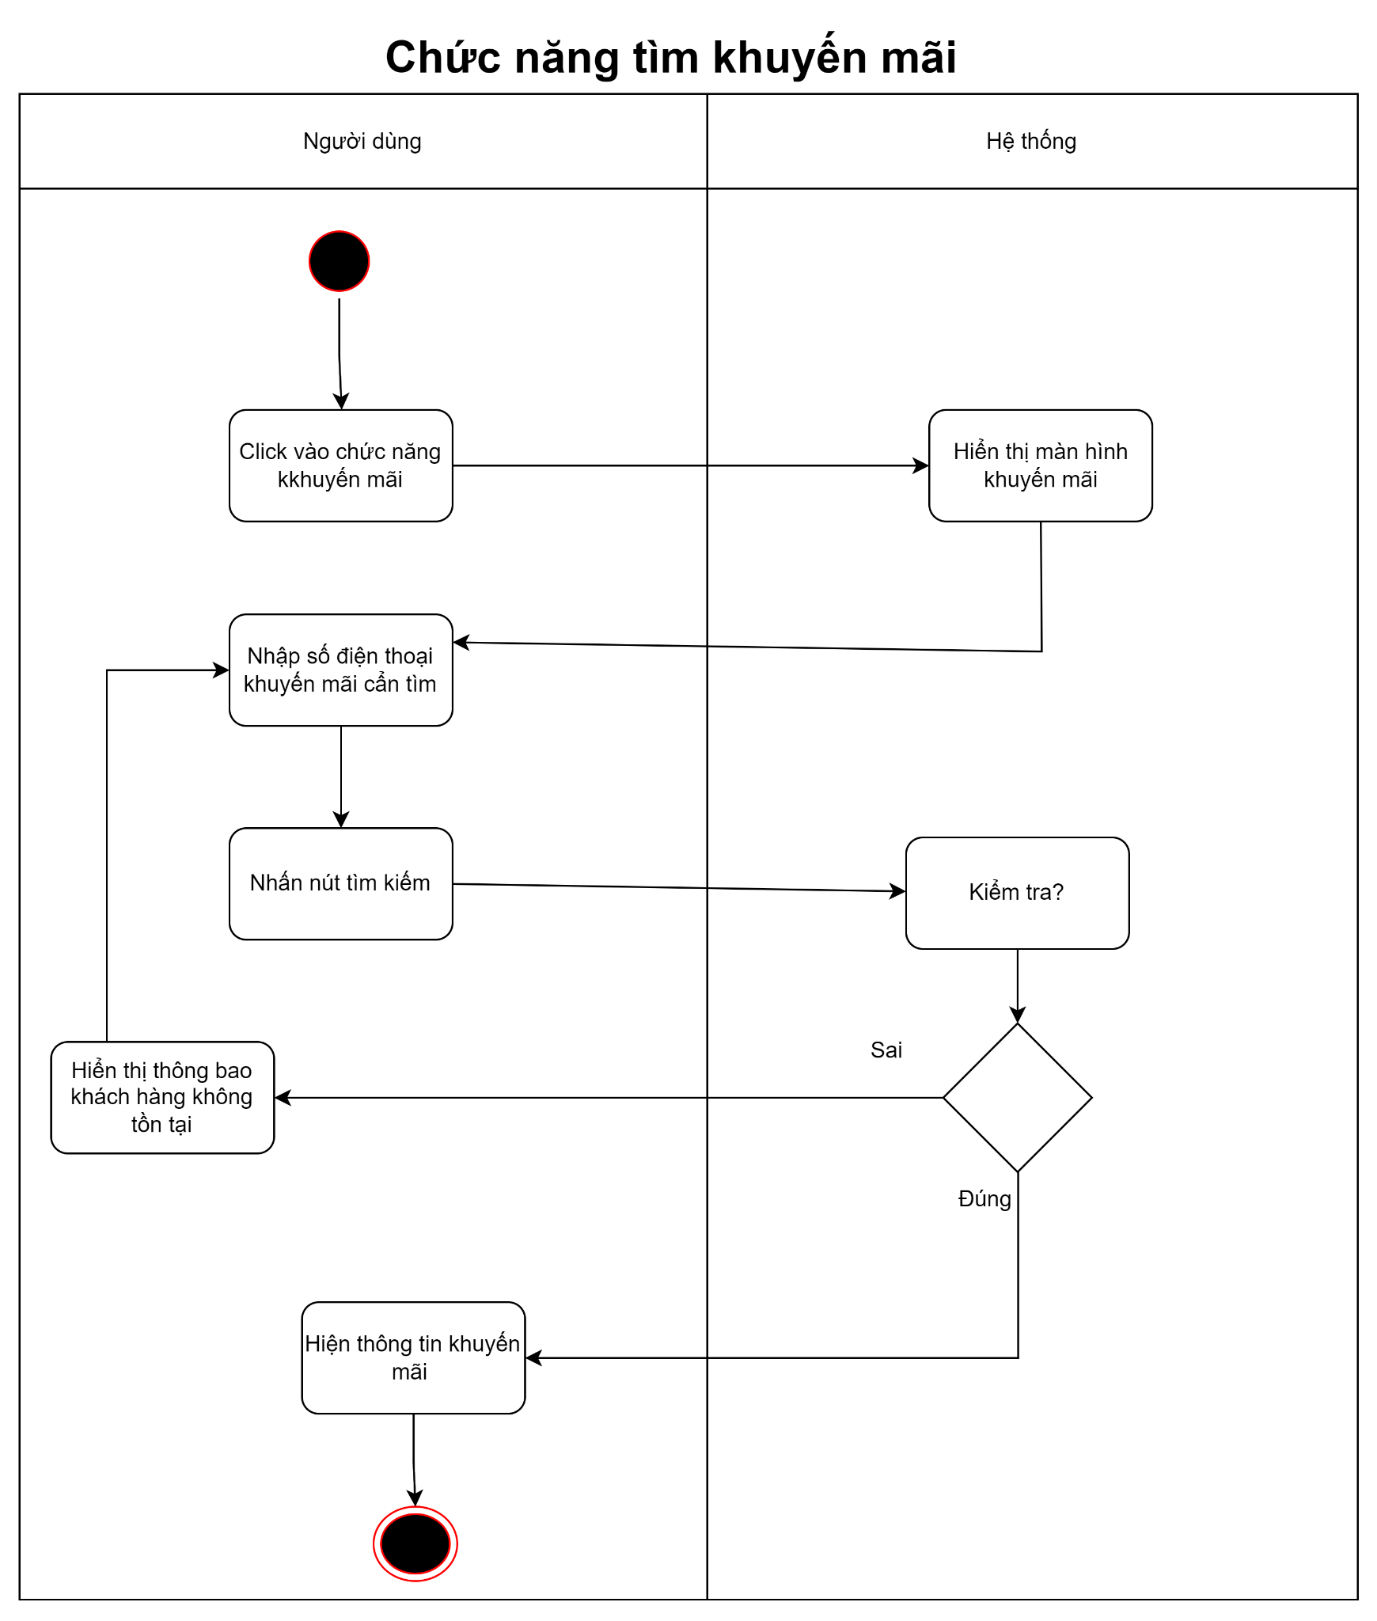 Chức năng tìm khuyến mãi
Người dùng
Hệ thống
Click vào chức năng
kkhuyến mãi
Hiển thị màn hình
khuyến mãi
Nhập số điện thoại
khuyến mãi cẩn tìm
Nhấn nút tìm kiếm
Kiểm tra?
Sai
Hiển thị thông bao
khách hàng không
tồn tại
Đúng
Hiện thông tin khuyến
mãi